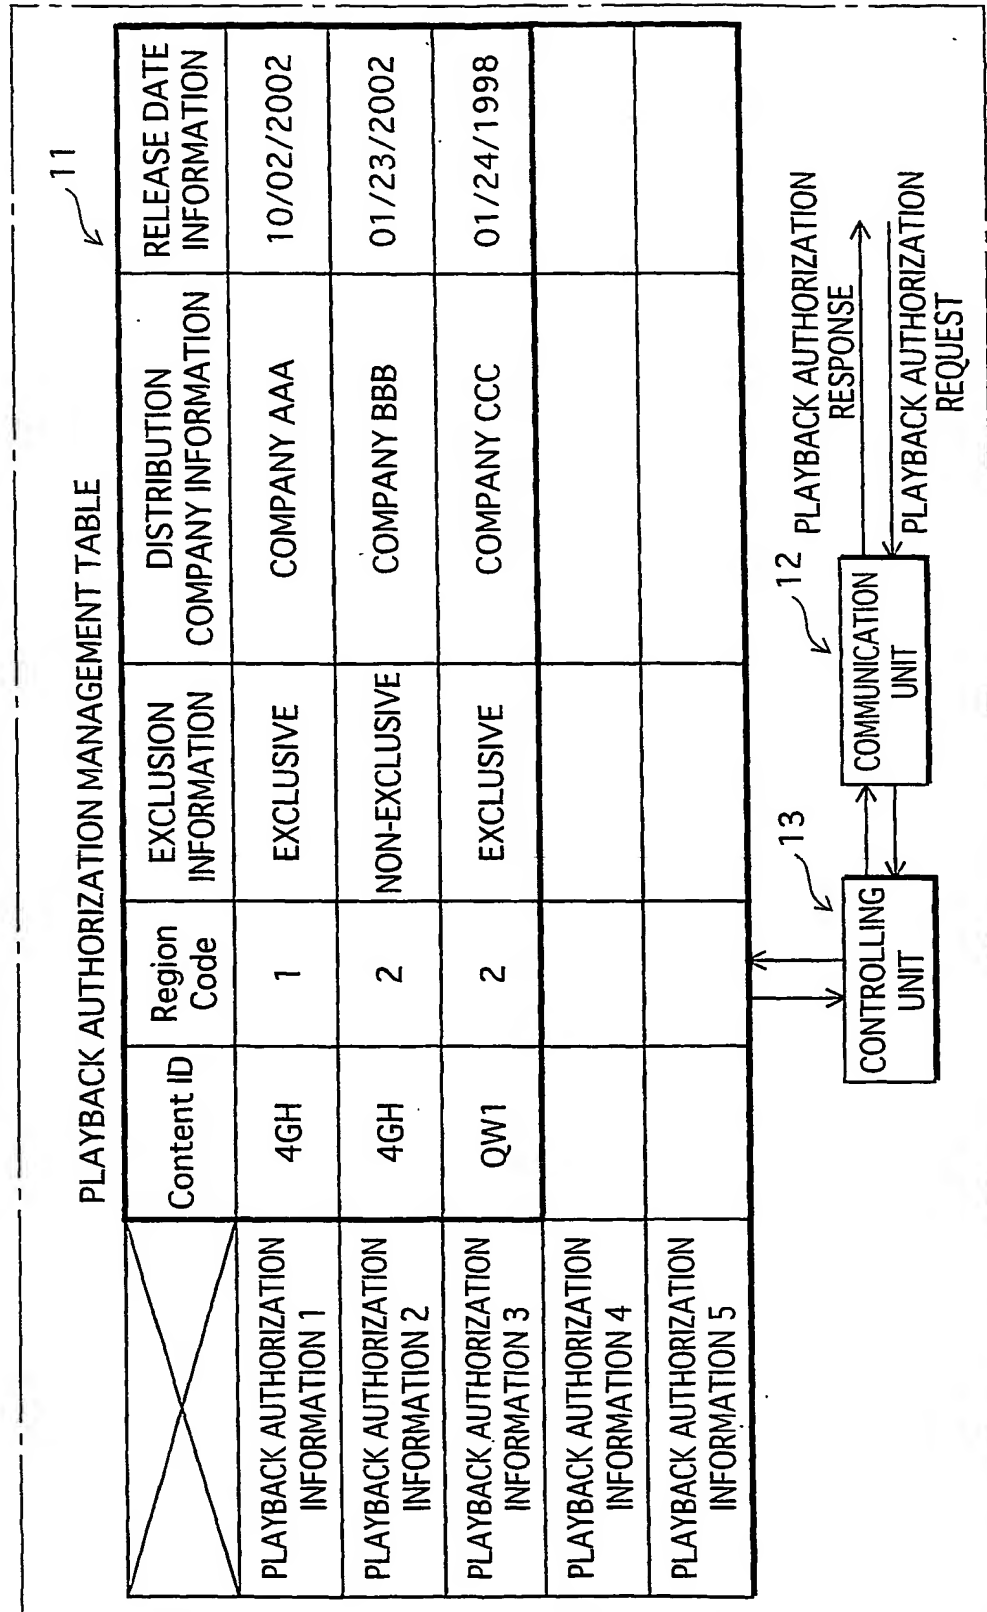 PLAYBACK AUTHORIZATION MANAGEMENT TABLE
11
Content ID
Region
Code
EXCLUSION
INFORMATION
DISTRIBUTION
COMPANY INFORMATION
RELEASE DATE
INFORMATION
PLAYBACK AUTHORIZATION
INFORMATION 1
4GH
1
EXCLUSIVE
COMPANY AAA
10/02/2002
PLAYBACK AUTHORIZATION
INFORMATION 2
4GH
2
NON-EXCLUSIVE
COMPANY BBB
01/23/2002
PLAYBACK AUTHORIZATION
INFORMATION 3
QW1
2
EXCLUSIVE
COMPANY CCC
01/24/1998
PLAYBACK AUTHORIZATION
INFORMATION 4
PLAYBACK AUTHORIZATION
INFORMATION 5
13
CONTROLLING
UNIT
12
COMMUNICATION
UNIT
PLAYBACK AUTHORIZATION
RESPONSE
PLAYBACK AUTHORIZATION
REQUEST